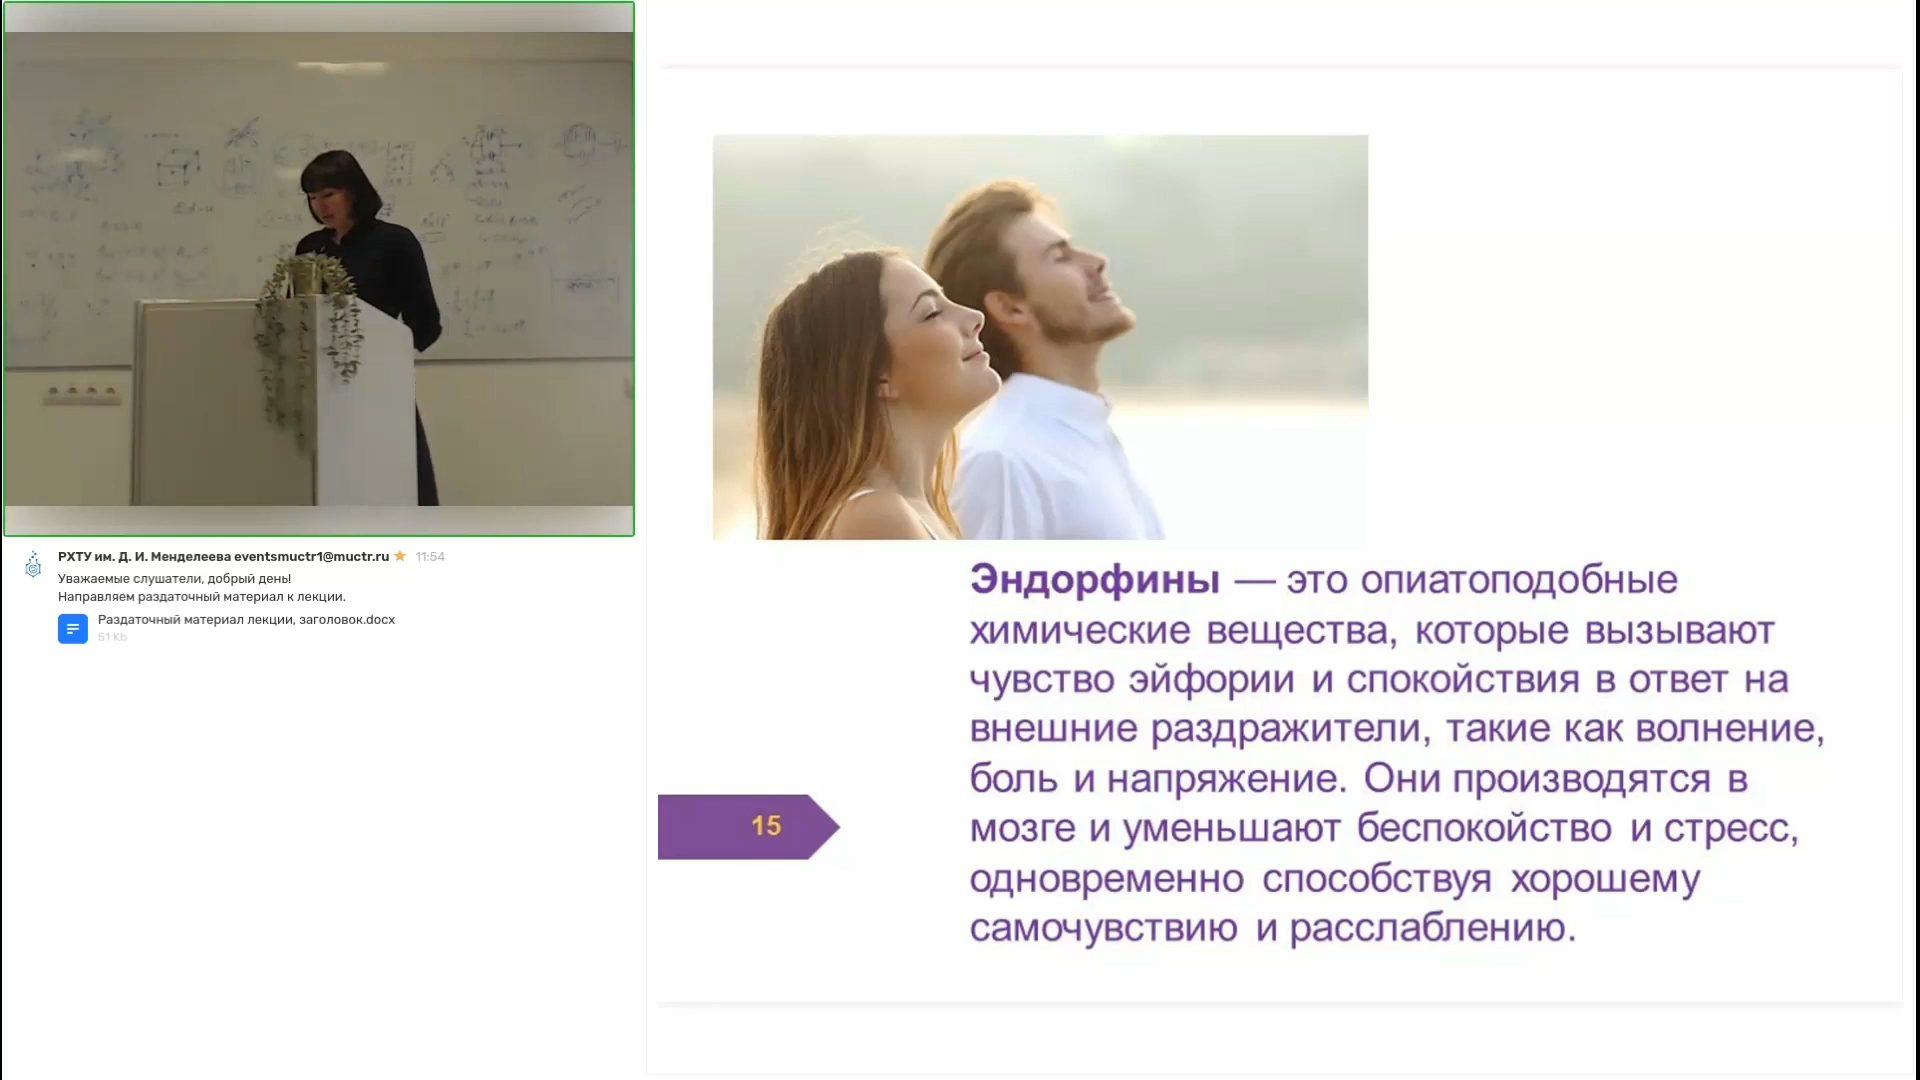 РХТУ им. Д. И. Менделеева eventsmuctr1@muctr.ru 11:54
Уважаемые слушатели, добрый день!
Направляем раздаточный материал к лекции.
Раздаточный материал лекции, заголовок.docx
51 Kb
Эндорфины — это опиатоподобные
химические вещества, которые вызывают
чувство эйфории и спокойствия в ответ на
внешние раздражители, такие как волнение,
боль и напряжение. Они производятся в
мозге и уменьшают беспокойство и стресс,
одновременно способствуя хорошему
самочувствию и расслаблению.
15